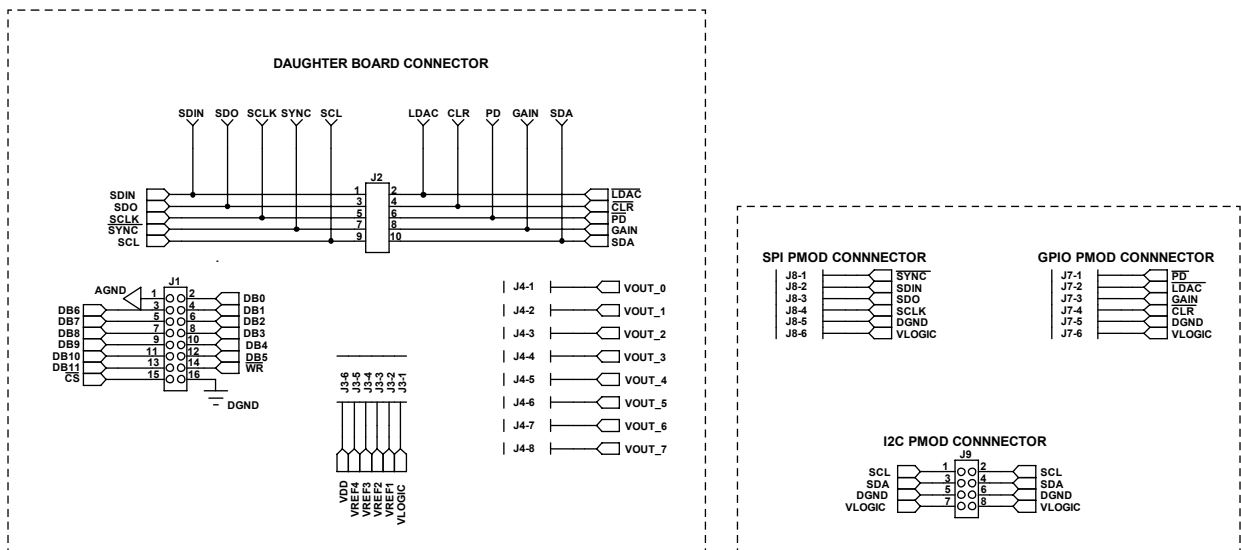 DAUGHTER BOARD CONNECTOR
SDIN SDO SCLK SYNC SCL LDAC CLR PD GAIN SDA
J2
SDIN 1 2 LDAC
SDO 3 4 CLR
SCLK 5 6 PD
SYNC 7 8 GAIN
SCL 9 10 SDA
J1
AGND 1 2 DB0
DB6 3 4 DB1
DB7 5 6 DB2
DB8 7 8 DB3
DB9 9 10 DB4
DB10 11 12 DB5
DB11 13 14 WR
CS 15 16
DGND
J3-6 J3-5 J3-4 J3-3 J3-2 J3-1
VDD VREF4 VREF3 VREF2 VREF1 VLOGIC
J4-1 VOUT_0
J4-2 VOUT_1
J4-3 VOUT_2
J4-4 VOUT_3
J4-5 VOUT_4
J4-6 VOUT_5
J4-7 VOUT_6
J4-8 VOUT_7
SPI PMOD CONNNECTOR
J8-1 SYNC
J8-2 SDIN
J8-3 SDO
J8-4 SCLK
J8-5 DGND
J8-6 VLOGIC
GPIO PMOD CONNNECTOR
J7-1 PD
J7-2 LDAC
J7-3 GAIN
J7-4 CLR
J7-5 DGND
J7-6 VLOGIC
I2C PMOD CONNNECTOR
J9
SCL 1 2 SCL
SDA 3 4 SDA
DGND 5 6 DGND
VLOGIC 7 8 VLOGIC